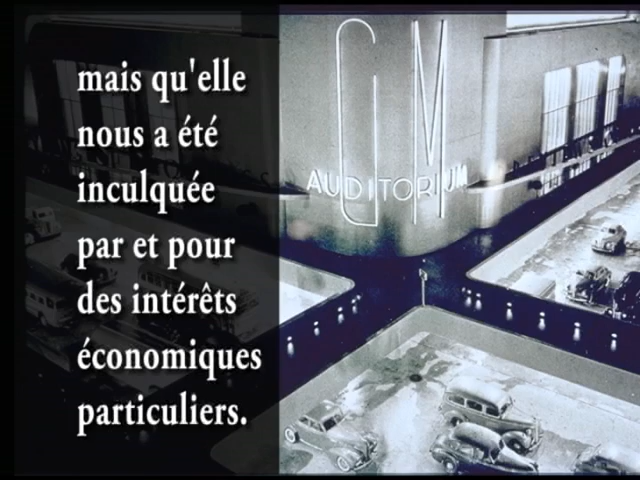 mais qu'elle
nous a été
inculquée
par et pour
des intérêts
économiques
particuliers.
GM
AUDITORIUM